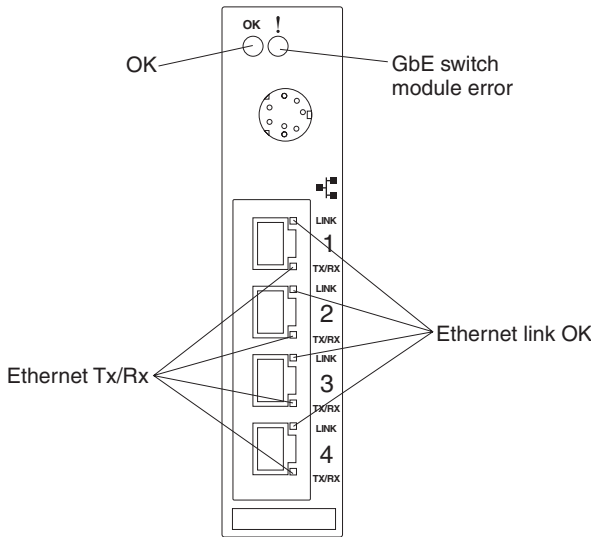 OK !
OK
GbE switch
module error
LINK
1
TX/RX
LINK
2
TX/RX
Ethernet link OK
LINK
3
TX/RX
Ethernet Tx/Rx
LINK
4
TX/RX